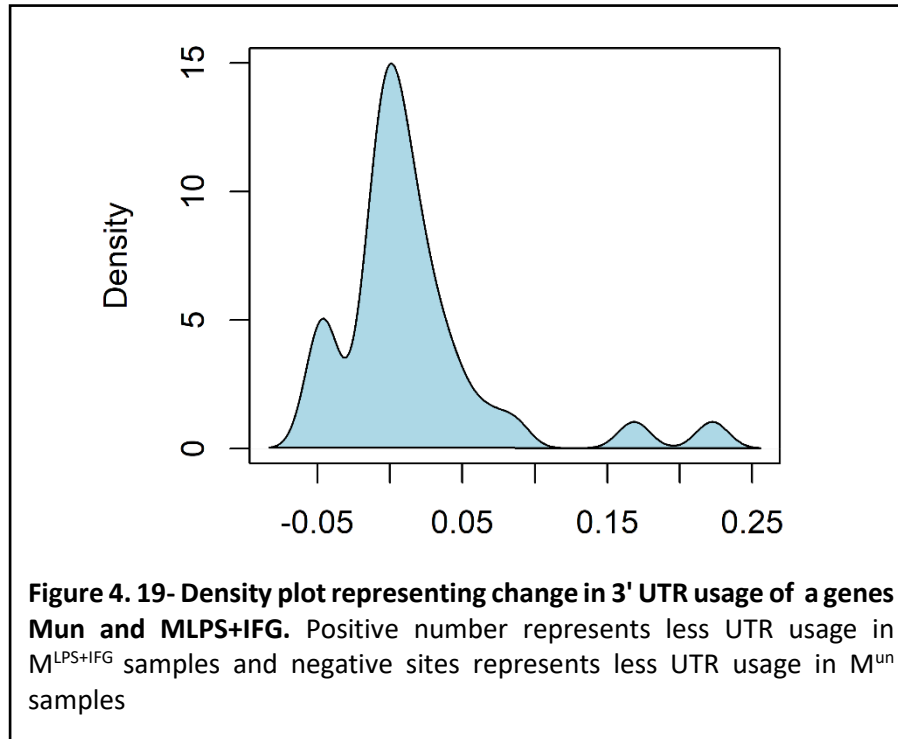 15
10
5
0
Density
-0.05 0.05 0.15 0.25
Figure 4. 19- Density plot representing change in 3' UTR usage of a genes
Mun and MLPS+IFG. Positive number represents less UTR usage in
M^LPS+IFG samples and negative sites represents less UTR usage in M^un
samples